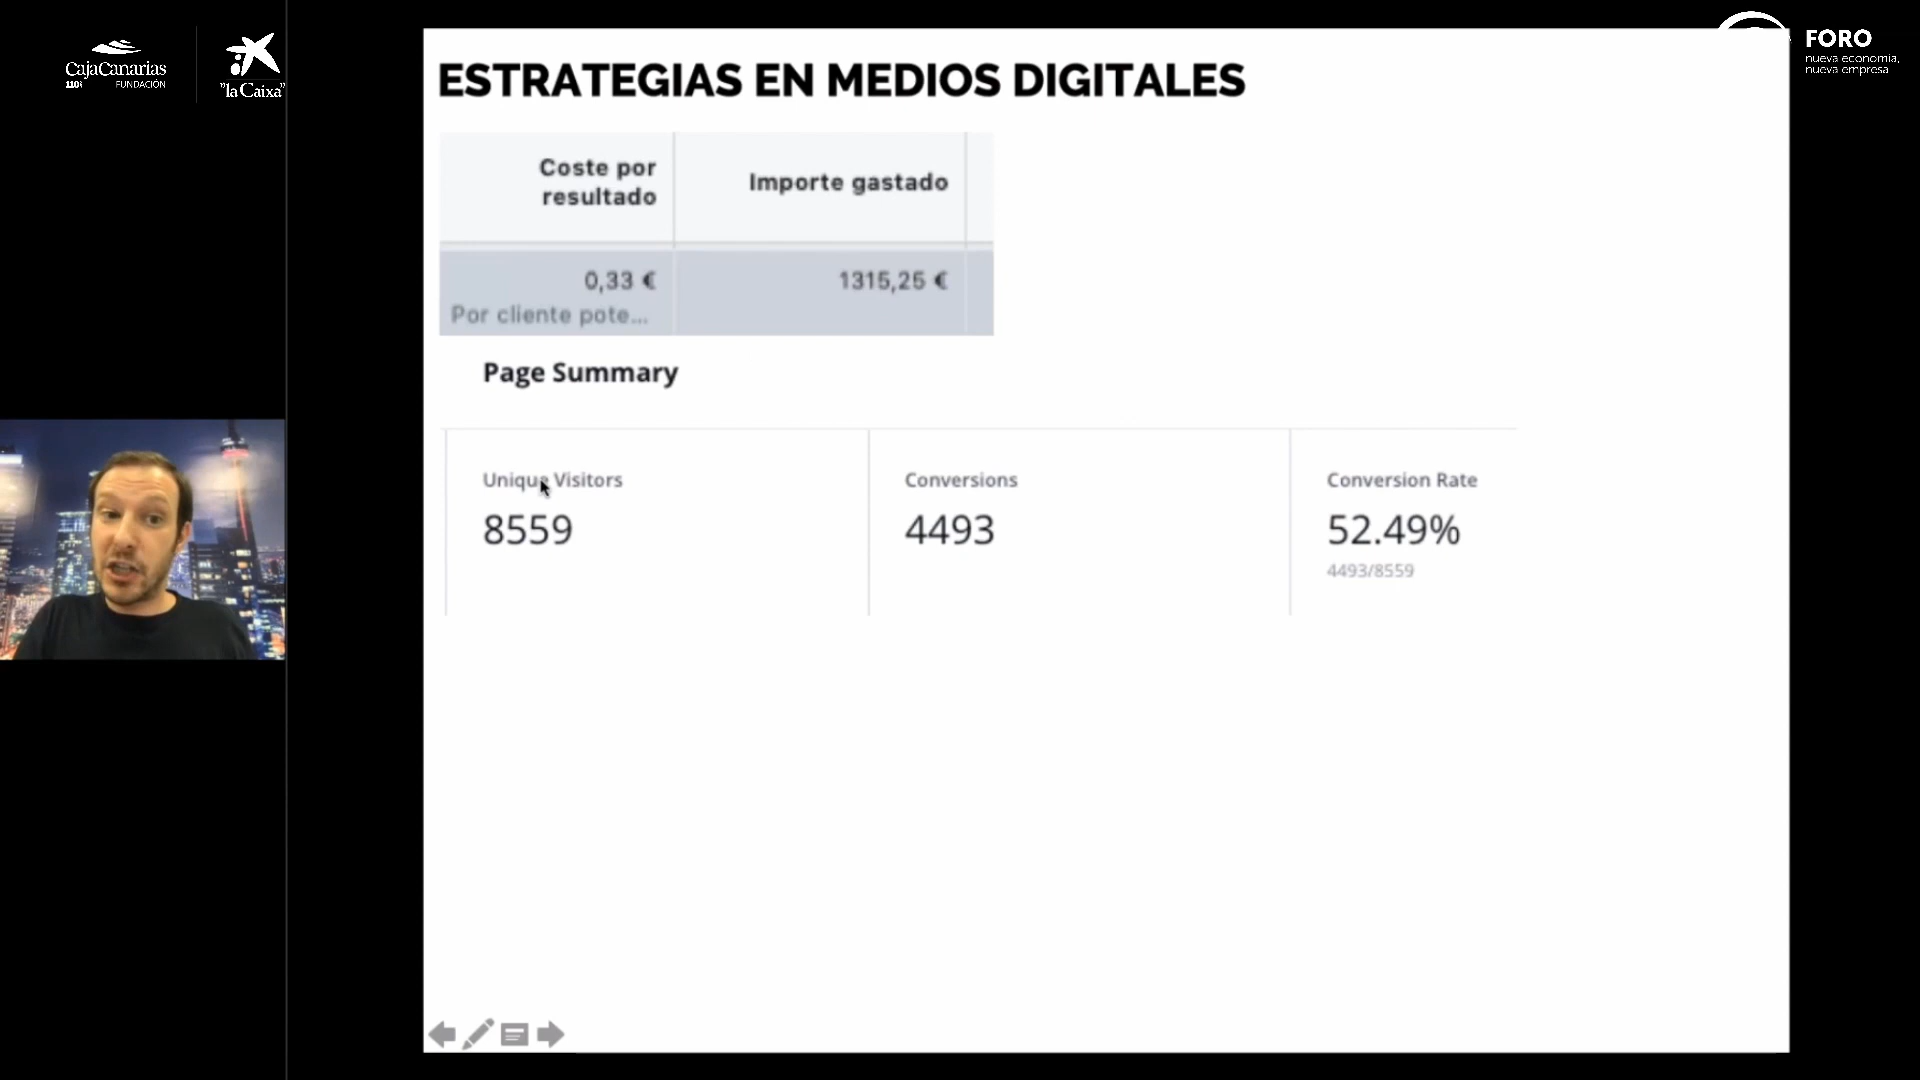 CajaCanarias
FUNDACIÓN
"la Caixa"
FORO
nueva economía,
nueva empresa
ESTRATEGIAS EN MEDIOS DIGITALES
Coste por
resultado
Importe gastado
0,33 €
1315,25 €
Por cliente pote...
Page Summary
Unique Visitors
Conversions
Conversion Rate
8559
4493
52.49%
4493/8559